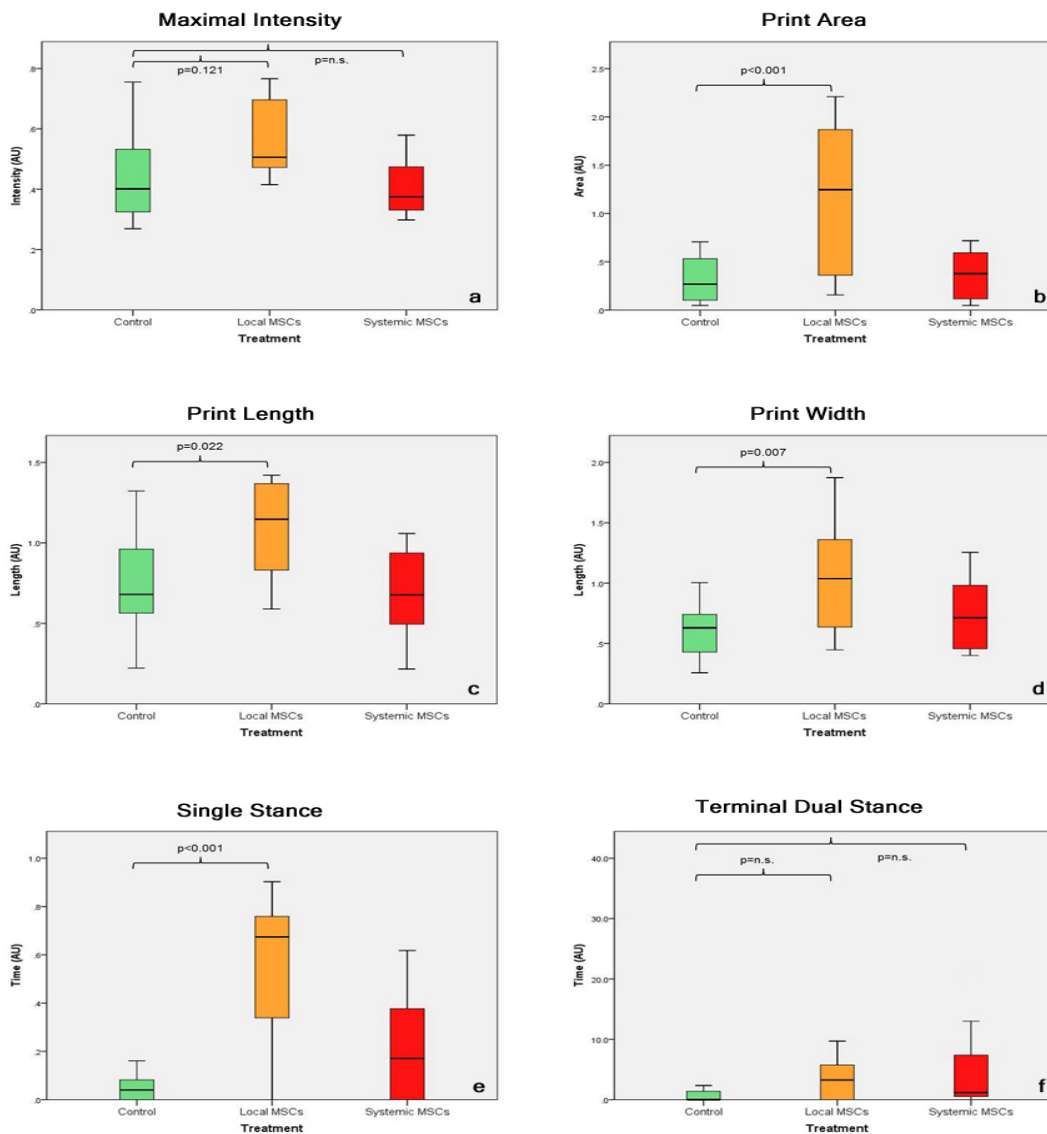 Maximal Intensity
p=n.s.
p=0.121
.8
.6
.4
.2
.0
Intensity (AU)
a
Control Local MSCs Systemic MSCs
Treatment
Print Area
p<0.001
2.5
2.0
1.5
1.0
.5
.0
Area (AU)
b
Control Local MSCs Systemic MSCs
Treatment
Print Length
p=0.022
1.5
1.0
.5
.0
Length (AU)
c
Control Local MSCs Systemic MSCs
Treatment
Print Width
p=0.007
2.0
1.5
1.0
.5
.0
Length (AU)
d
Control Local MSCs Systemic MSCs
Treatment
Single Stance
p<0.001
1.0
.8
.6
.4
.2
.0
Time (AU)
e
Control Local MSCs Systemic MSCs
Treatment
Terminal Dual Stance
p=n.s. p=n.s.
40.0
30.0
20.0
10.0
.0
Time (AU)
f
Control Local MSCs Systemic MSCs
Treatment